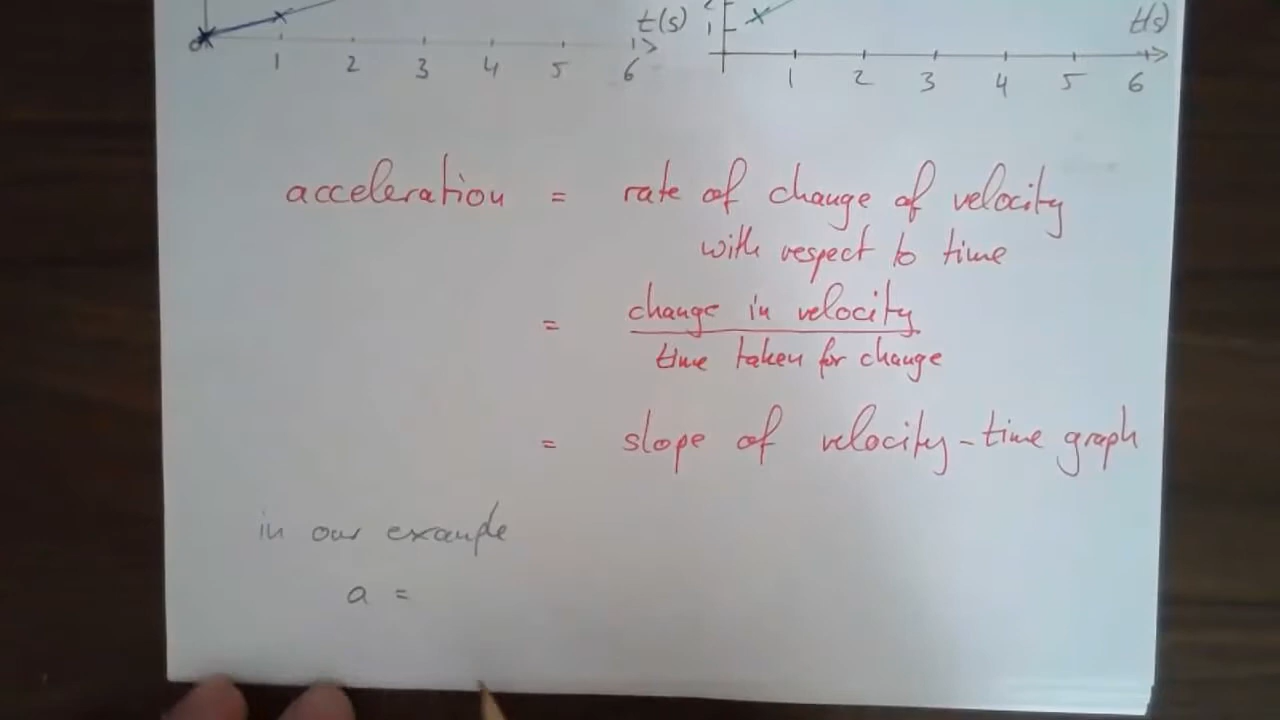 t(s)
1 2 3 4 5 6
1
t(s)
1 2 3 4 5 6
acceleration = rate of change of velocity
with respect to time
= change in velocity
time taken for change
= slope of velocity-time graph
in our example
a =